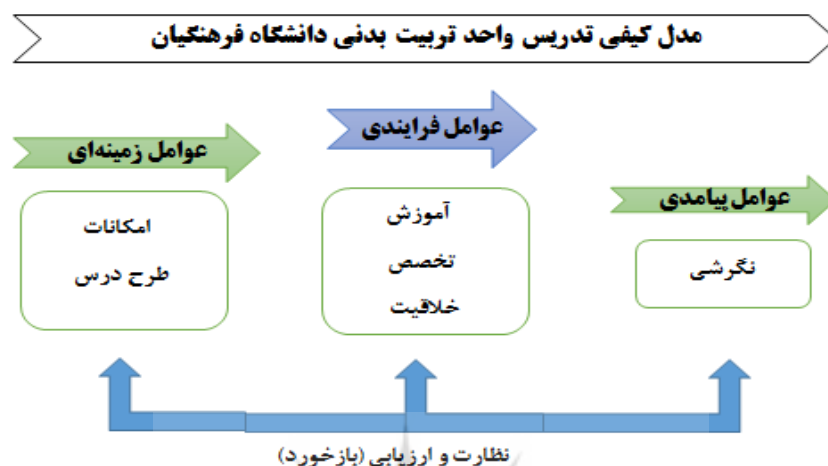 مدل کیفی تدریس واحد تربیت بدنی دانشگاه فرهنگیان
عوامل زمینه‌ای
امکانات
طرح درس
عوامل فرایندی
آموزش
تخصص
خلاقیت
عوامل پیامدی
نگرشی
نظارت و ارزیابی (بازخورد)